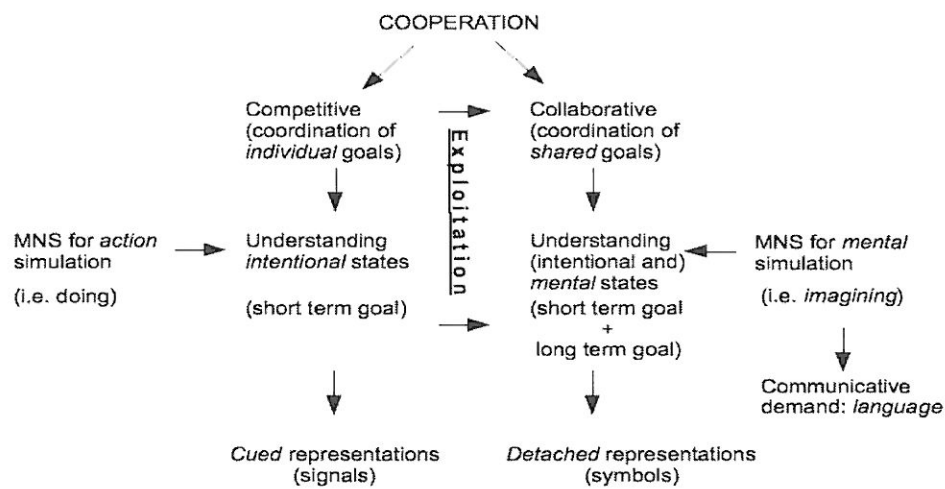 COOPERATION
Competitive
(coordination of
individual goals)
Collaborative
(coordination of
shared goals)
Exploitation
MNS for action
simulation
(i.e. doing)
Understanding
intentional states
(short term goal)
Understanding
(intentional and)
mental states
(short term goal
+
long term goal)
MNS for mental
simulation
(i.e. imagining)
Communicative
demand: language
Cued representations
(signals)
Detached representations
(symbols)